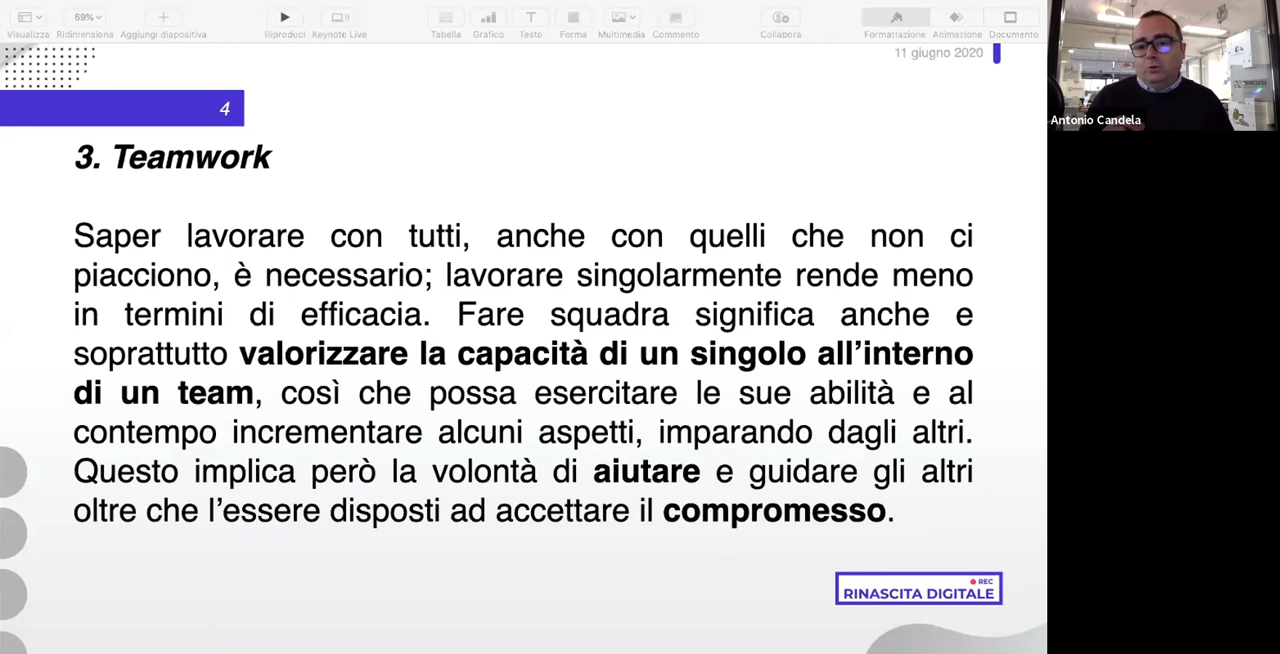 Visualizza
69%
Ridimensiona
Aggiungi diapositiva
Riproduci
Keynote Live
Tabella
Grafico
Testo
Forma
Multimedia
Commento
Collabora
Formattazione
Animazione
Documento
11 giugno 2020
Antonio Candela
4
3. Teamwork
Saper lavorare con tutti, anche con quelli che non ci
piacciono, è necessario; lavorare singolarmente rende meno
in termini di efficacia. Fare squadra significa anche e
soprattutto valorizzare la capacità di un singolo all’interno
di un team, così che possa esercitare le sue abilità e al
contempo incrementare alcuni aspetti, imparando dagli altri.
Questo implica però la volontà di aiutare e guidare gli altri
oltre che l’essere disposti ad accettare il compromesso.
REC
RINASCITA DIGITALE